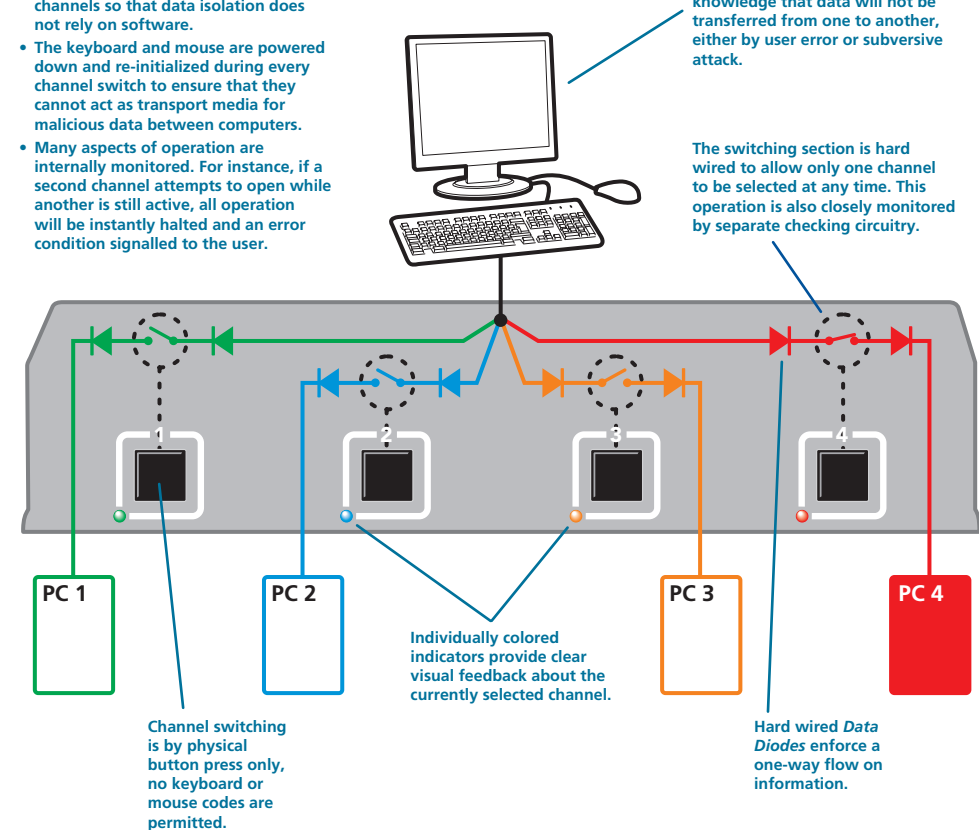 channels so that data isolation does
not rely on software.
• The keyboard and mouse are powered
down and re-initialized during every
channel switch to ensure that they
cannot act as transport media for
malicious data between computers.
• Many aspects of operation are
internally monitored. For instance, if a
second channel attempts to open while
another is still active, all operation
will be instantly halted and an error
condition signalled to the user.
knowledge that data will not be
transferred from one to another,
either by user error or subversive
attack.
The switching section is hard
wired to allow only one channel
to be selected at any time. This
operation is also closely monitored
by separate checking circuitry.
1
2
3
4
PC 1
PC 2
PC 3
PC 4
Individually colored
indicators provide clear
visual feedback about the
currently selected channel.
Channel switching
is by physical
button press only,
no keyboard or
mouse codes are
permitted.
Hard wired Data
Diodes enforce a
one-way flow on
information.